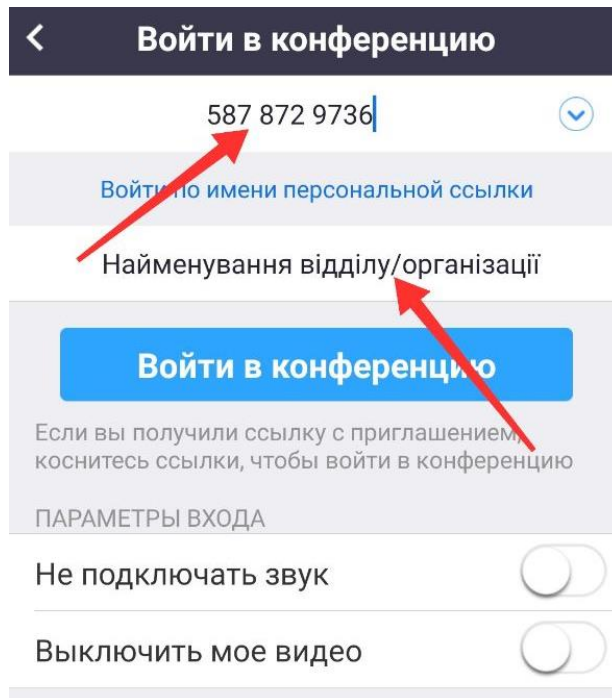 Войти в конференцию
587 872 9736
Войти по имени персональной ссылки
Найменування відділу/організації
Войти в конференцию
Если вы получили ссылку с приглашением,
коснитесь ссылки, чтобы войти в конференцию
ПАРАМЕТРЫ ВХОДА
Не подключать звук
Выключить мое видео